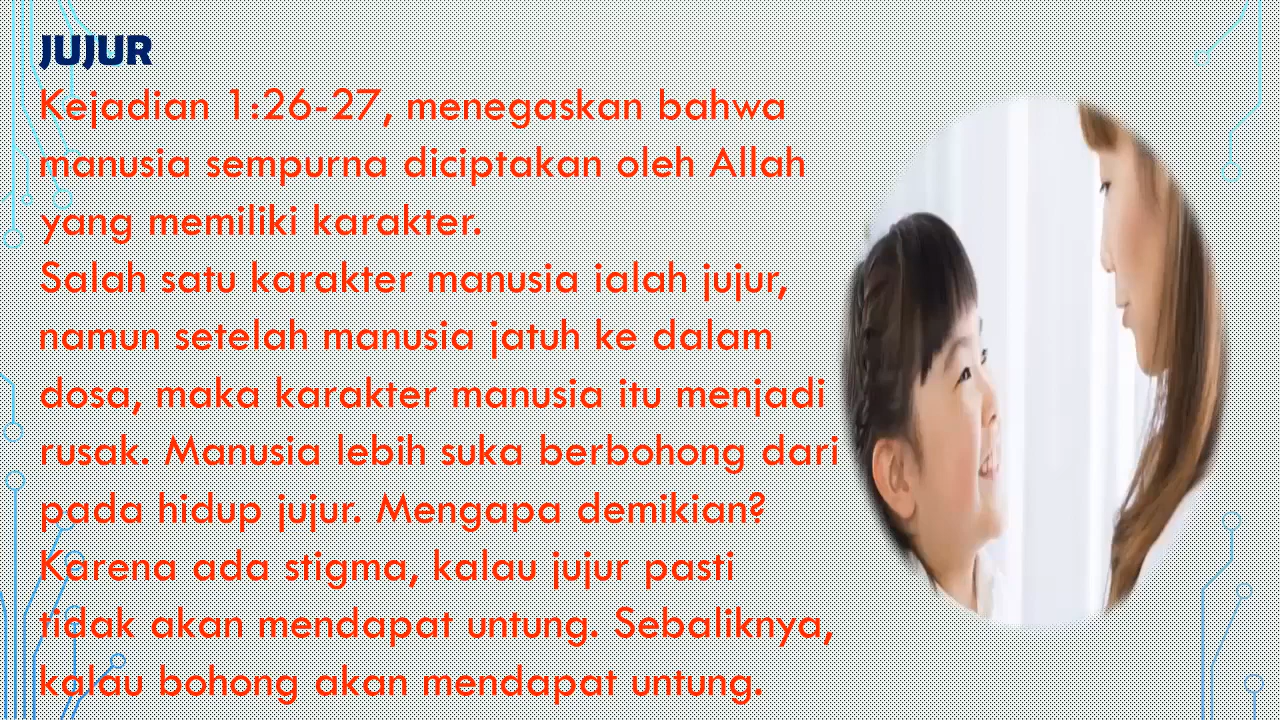 JUJUR
Kejadian 1:26-27, menegaskan bahwa
manusia sempurna diciptakan oleh Allah
yang memiliki karakter.
Salah satu karakter manusia ialah jujur,
namun setelah manusia jatuh ke dalam
dosa, maka karakter manusia itu menjadi
rusak. Manusia lebih suka berbohong dari
pada hidup jujur. Mengapa demikian?
Karena ada stigma, kalau jujur pasti
tidak akan mendapat untung. Sebaliknya,
kalau bohong akan mendapat untung.